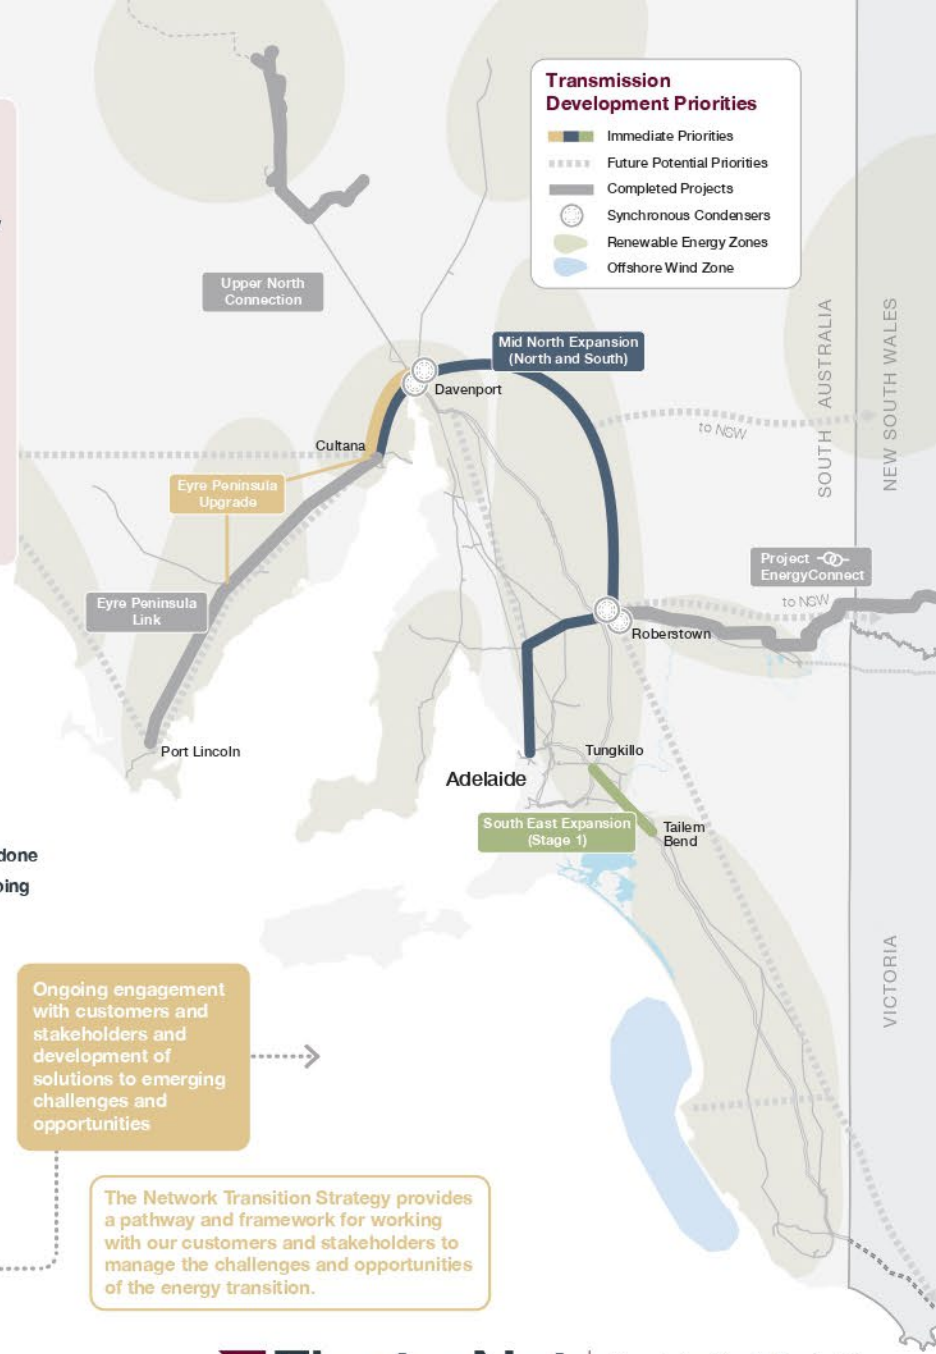 Transmission
Development Priorities
Immediate Priorities
Future Potential Priorities
Completed Projects
Synchronous Condensers
Renewable Energy Zones
Offshore Wind Zone
Upper North
Connection
Mid North Expansion
(North and South)
Davenport
SOUTH AUSTRALIA
NEW SOUTH WALES
to NSW
Cultana
Eyre Peninsula
Upgrade
Project
EnergyConnect
to NSW
Eyre Peninsula
Link
Roberstown
Port Lincoln
Tungkillo
Adelaide
South East Expansion
(Stage 1)
Tailem
Bend
done
VICTORIA
Ongoing engagement
with customers and
stakeholders and
development of
solutions to emerging
challenges and
opportunities
The Network Transition Strategy provides
a pathway and framework for working
with our customers and stakeholders to
manage the challenges and opportunities
of the energy transition.